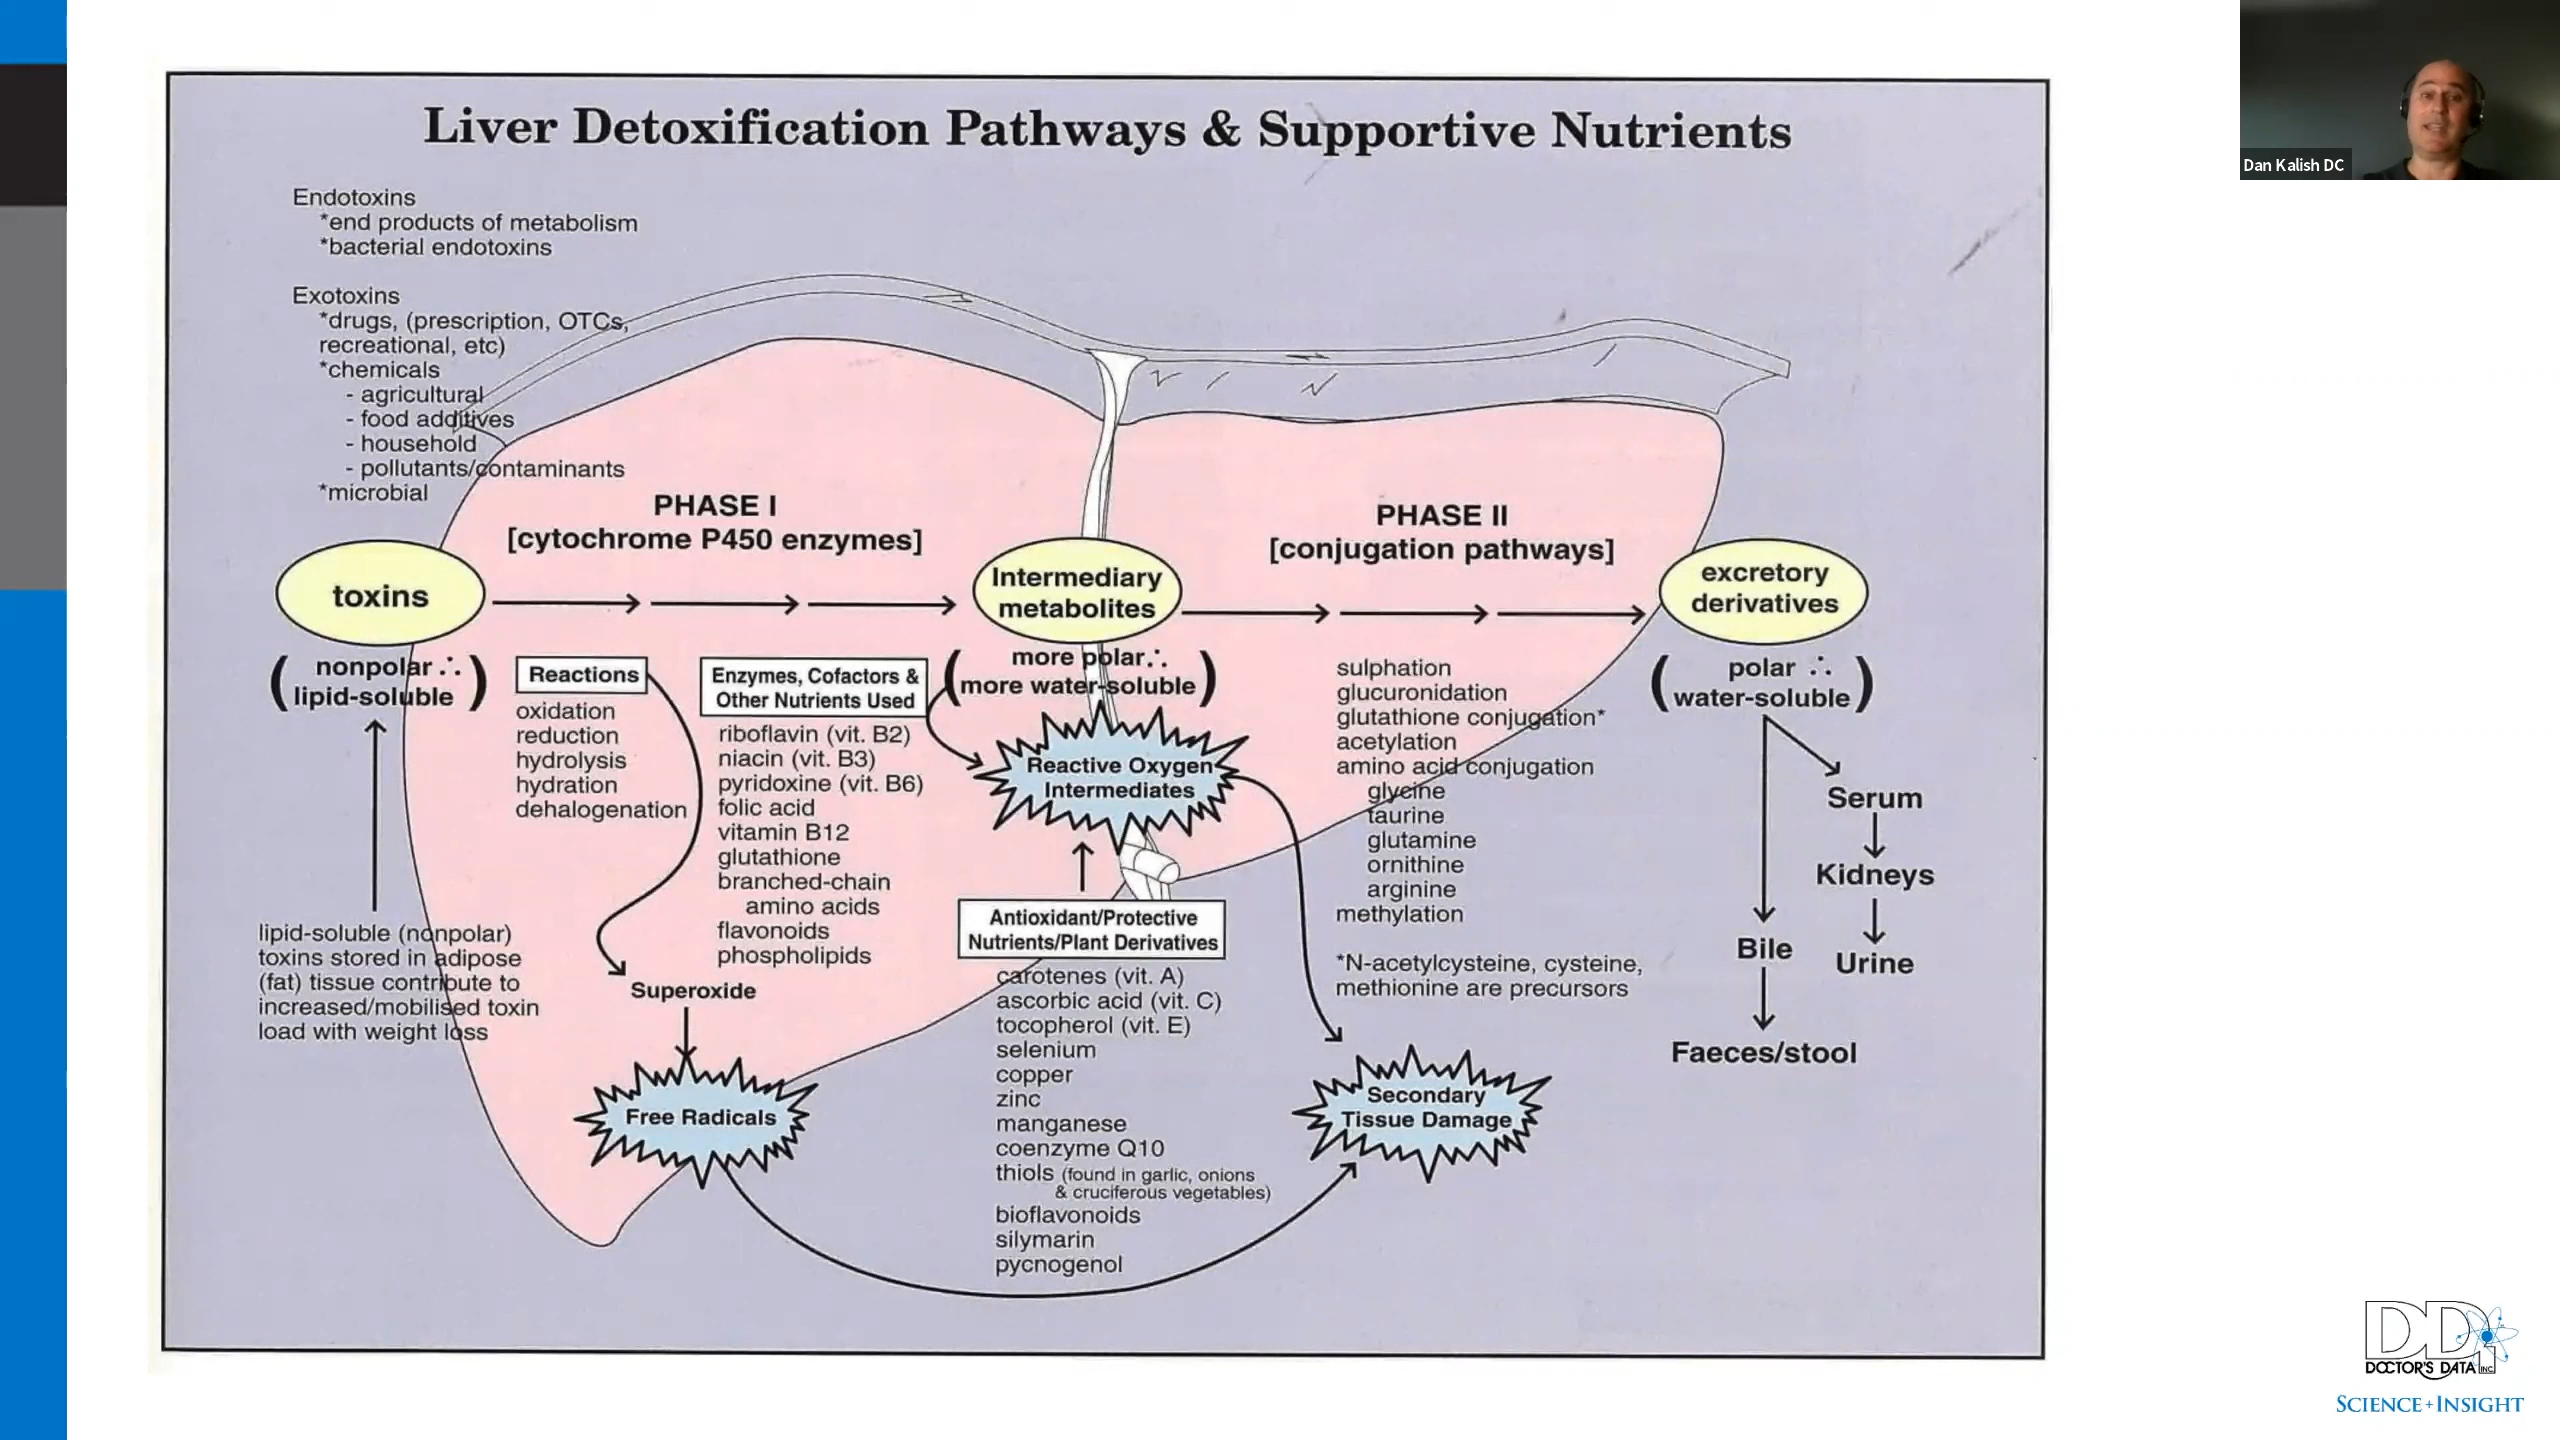 Liver Detoxification Pathways & Supportive Nutrients
Endotoxins
*end products of metabolism
*bacterial endotoxins
Exotoxins
*drugs, (prescription, OTCs,
recreational, etc)
*chemicals
- agricultural
- food additives
- household
- pollutants/contaminants
*microbial
PHASE I
[cytochrome P450 enzymes]
PHASE II
[conjugation pathways]
toxins
(nonpolar ∴
lipid-soluble)
Intermediary
metabolites
(more polar∴
more water-soluble)
excretory
derivatives
(polar ∴
water-soluble)
Reactions
oxidation
reduction
hydrolysis
hydration
dehalogenation
Enzymes, Cofactors &
Other Nutrients Used
riboflavin (vit. B2)
niacin (vit. B3)
pyridoxine (vit. B6)
folic acid
vitamin B12
glutathione
branched-chain
amino acids
flavonoids
phospholipids
Reactive Oxygen
Intermediates
sulphation
glucuronidation
glutathione conjugation*
acetylation
amino acid conjugation
glycine
taurine
glutamine
ornithine
arginine
methylation
*N-acetylcysteine, cysteine,
methionine are precursors
Serum
Kidneys
Urine
Bile
Faeces/stool
lipid-soluble (nonpolar)
toxins stored in adipose
(fat) tissue contribute to
increased/mobilised toxin
load with weight loss
Superoxide
Free Radicals
Antioxidant/Protective
Nutrients/Plant Derivatives
carotenes (vit. A)
ascorbic acid (vit. C)
tocopherol (vit. E)
selenium
copper
zinc
manganese
coenzyme Q10
thiols (found in garlic, onions
& cruciferous vegetables)
bioflavonoids
silymarin
pycnogenol
Secondary
Tissue Damage
Dan Kalish DC
DDI
DOCTOR'S DATA INC.
SCIENCE+INSIGHT